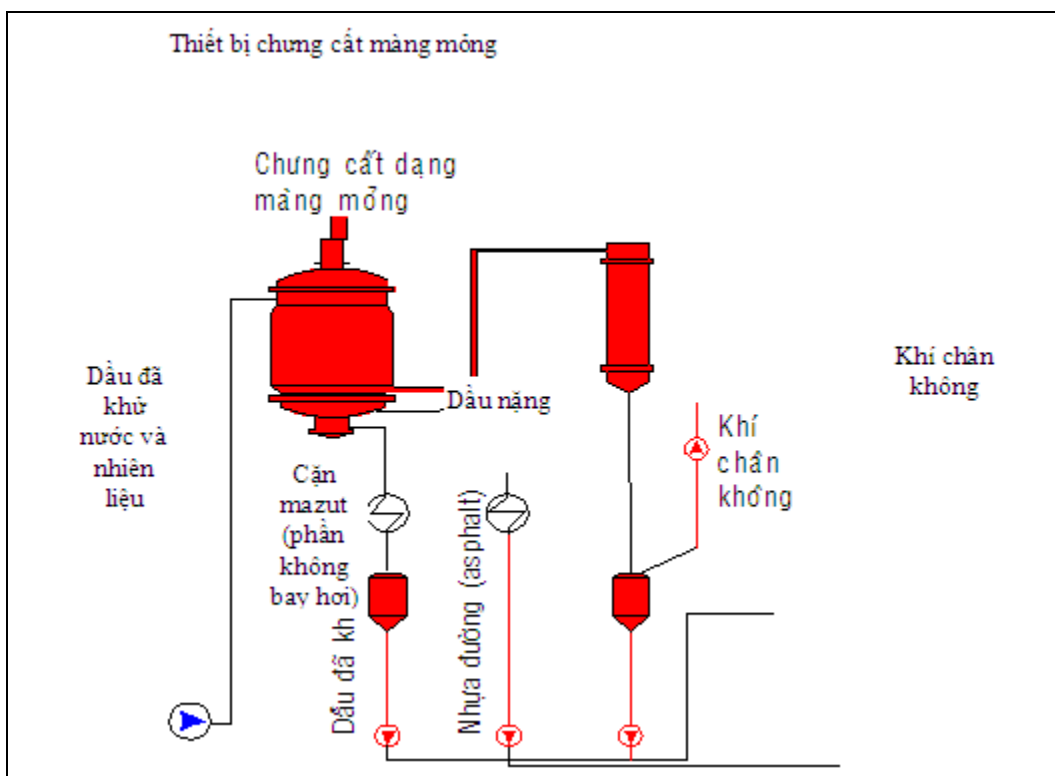 Thiết bị chưng cất màng mỏng
Chưng cất dạng
màng mỏng
Dầu đã
khử
nước và
nhiên
liệu
Dầu nặng
Khí chân
không
Khí
chân
không
Cặn
mazut
(phần
không
bay hơi)
Dầu đã kh
Nhựa đường (asphalt)